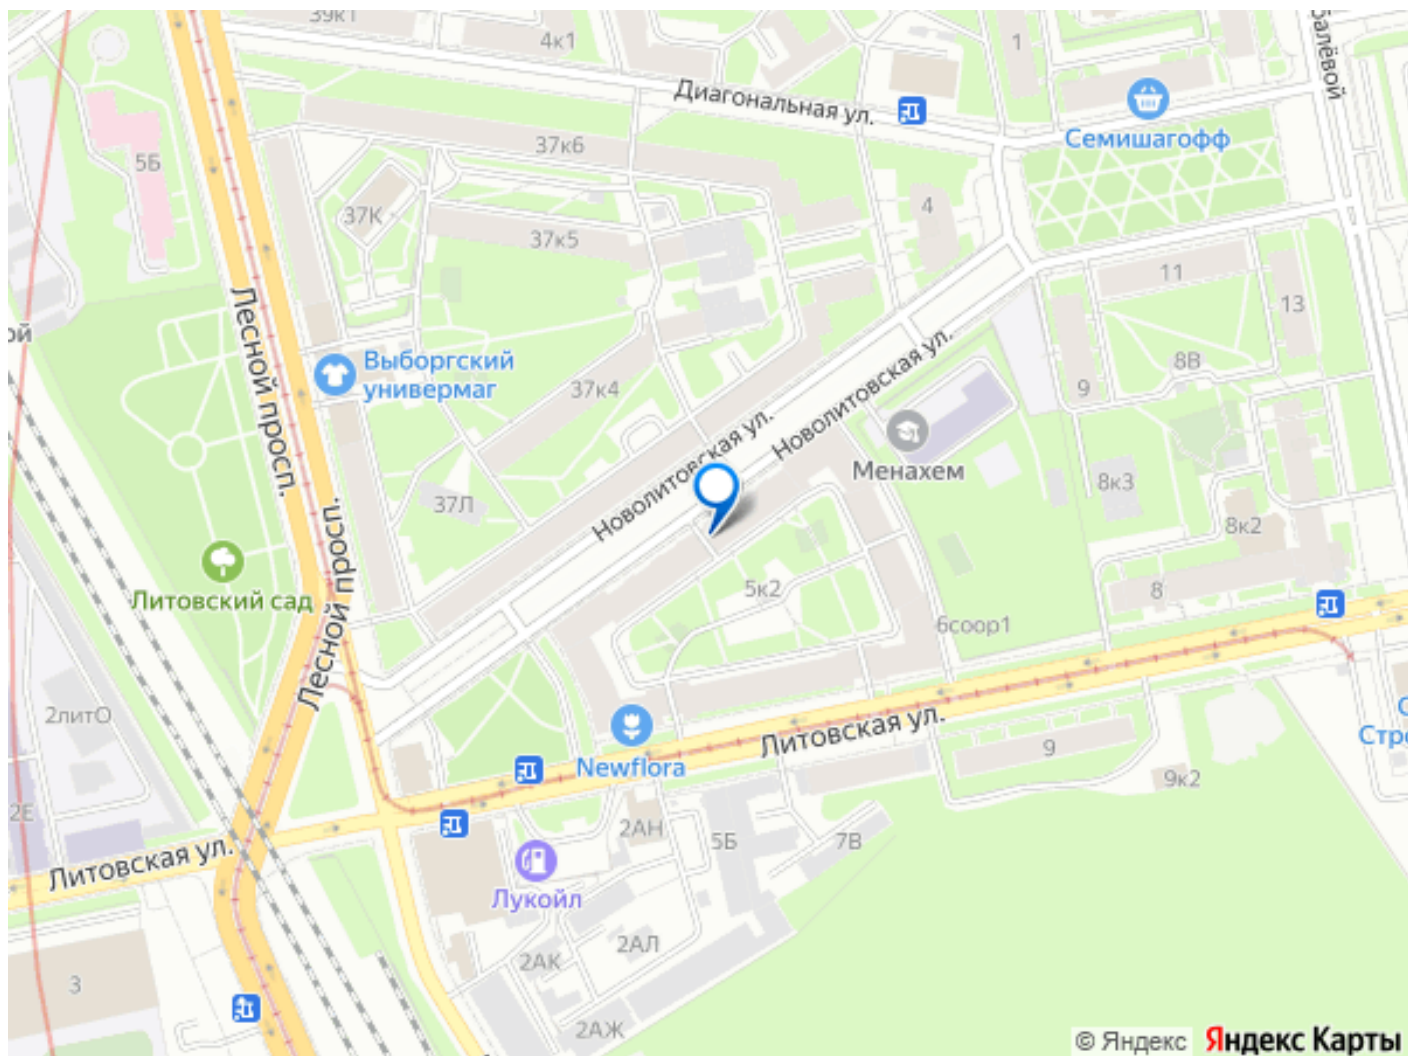 39к1
4к1
1
Диагональная ул.
Семишагофф
5Б
37к6
37К
4
37к5
11
13
Лесной просп.
Выборгский
универмаг
37к4
Новолитовская ул.
8В
9
Новолитовская ул.
Менахем
8к3
37Л
8к2
Лесной просп.
Литовский сад
5к2
8
6соор1
2литО
Литовская ул.
9
Newflora
9к2
2Е
2АН
5Б
7В
Литовская ул.
Лукойл
2АЛ
2АК
3
2АЖ
© Яндекс Яндекс Карты